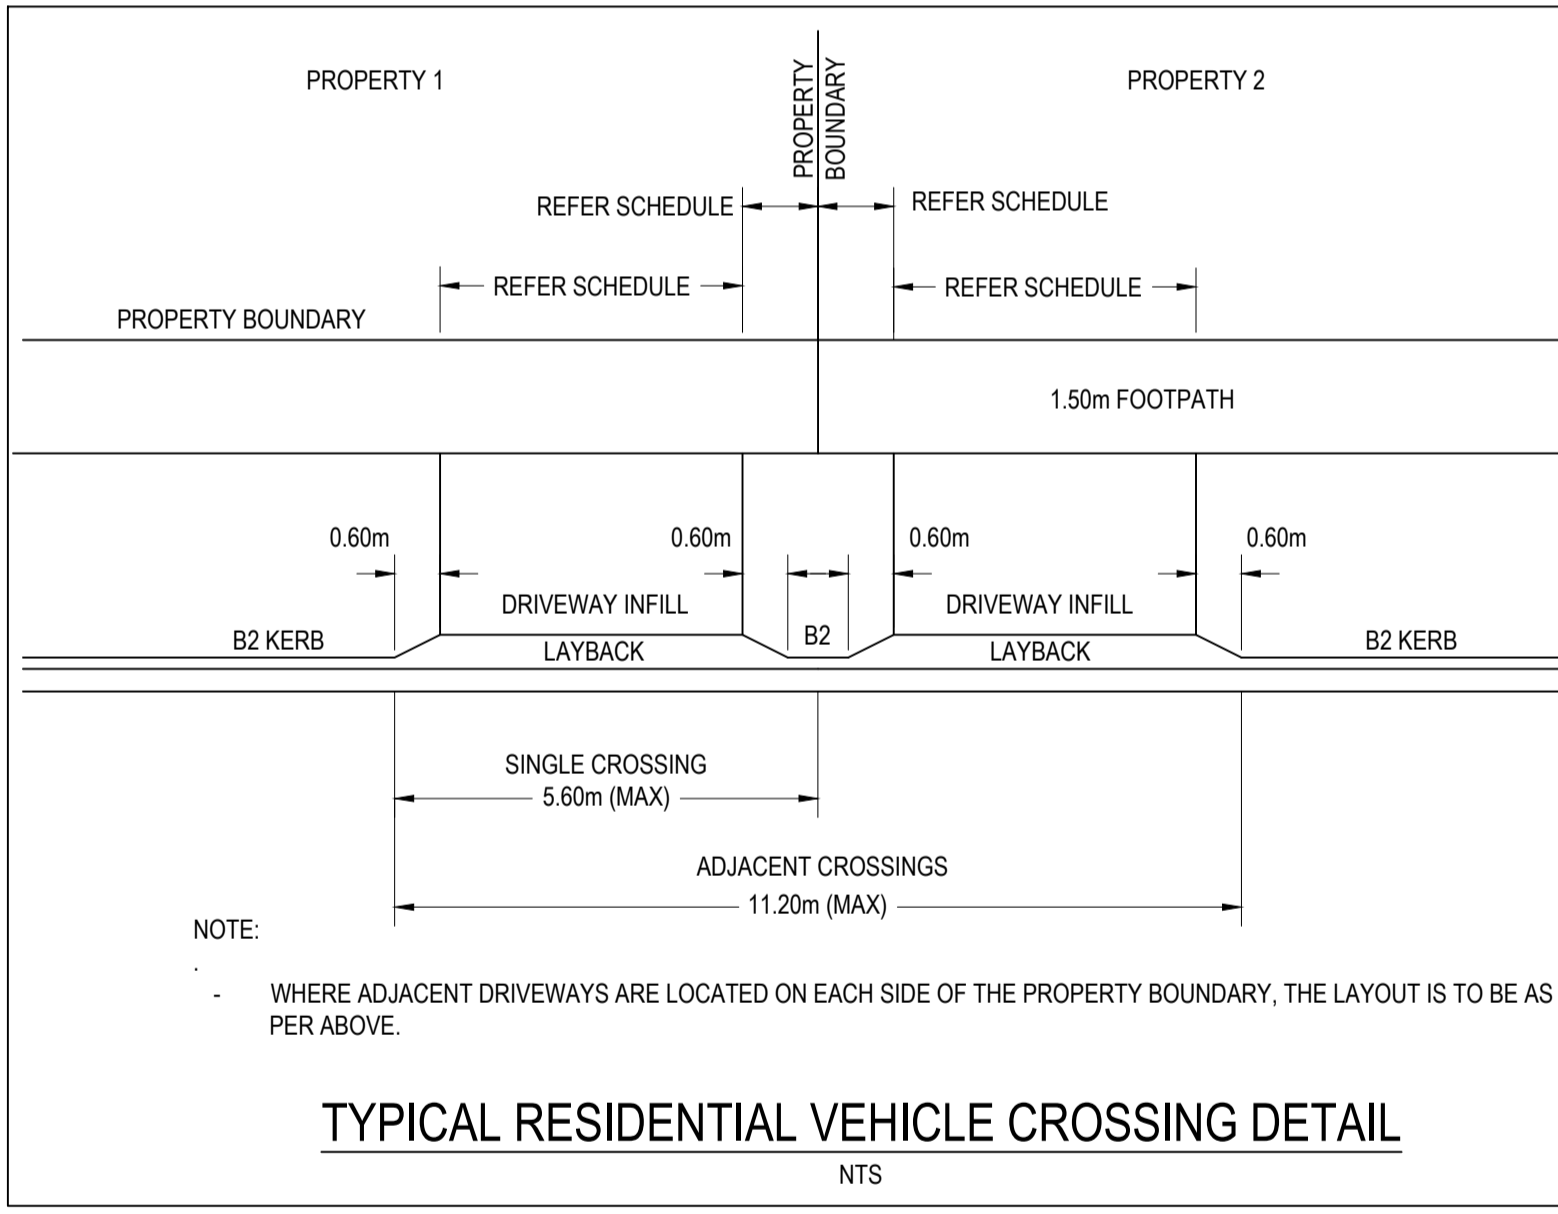 PROPERTY 1
PROPERTY
BOUNDARY
PROPERTY 2
REFER SCHEDULE
REFER SCHEDULE
REFER SCHEDULE
REFER SCHEDULE
PROPERTY BOUNDARY
1.50m FOOTPATH
0.60m
0.60m
0.60m
0.60m
DRIVEWAY INFILL
DRIVEWAY INFILL
B2 KERB
LAYBACK
B2
LAYBACK
B2 KERB
SINGLE CROSSING
5.60m (MAX)
ADJACENT CROSSINGS
11.20m (MAX)
NOTE:
.
- WHERE ADJACENT DRIVEWAYS ARE LOCATED ON EACH SIDE OF THE PROPERTY BOUNDARY, THE LAYOUT IS TO BE AS
PER ABOVE.
TYPICAL RESIDENTIAL VEHICLE CROSSING DETAIL
NTS